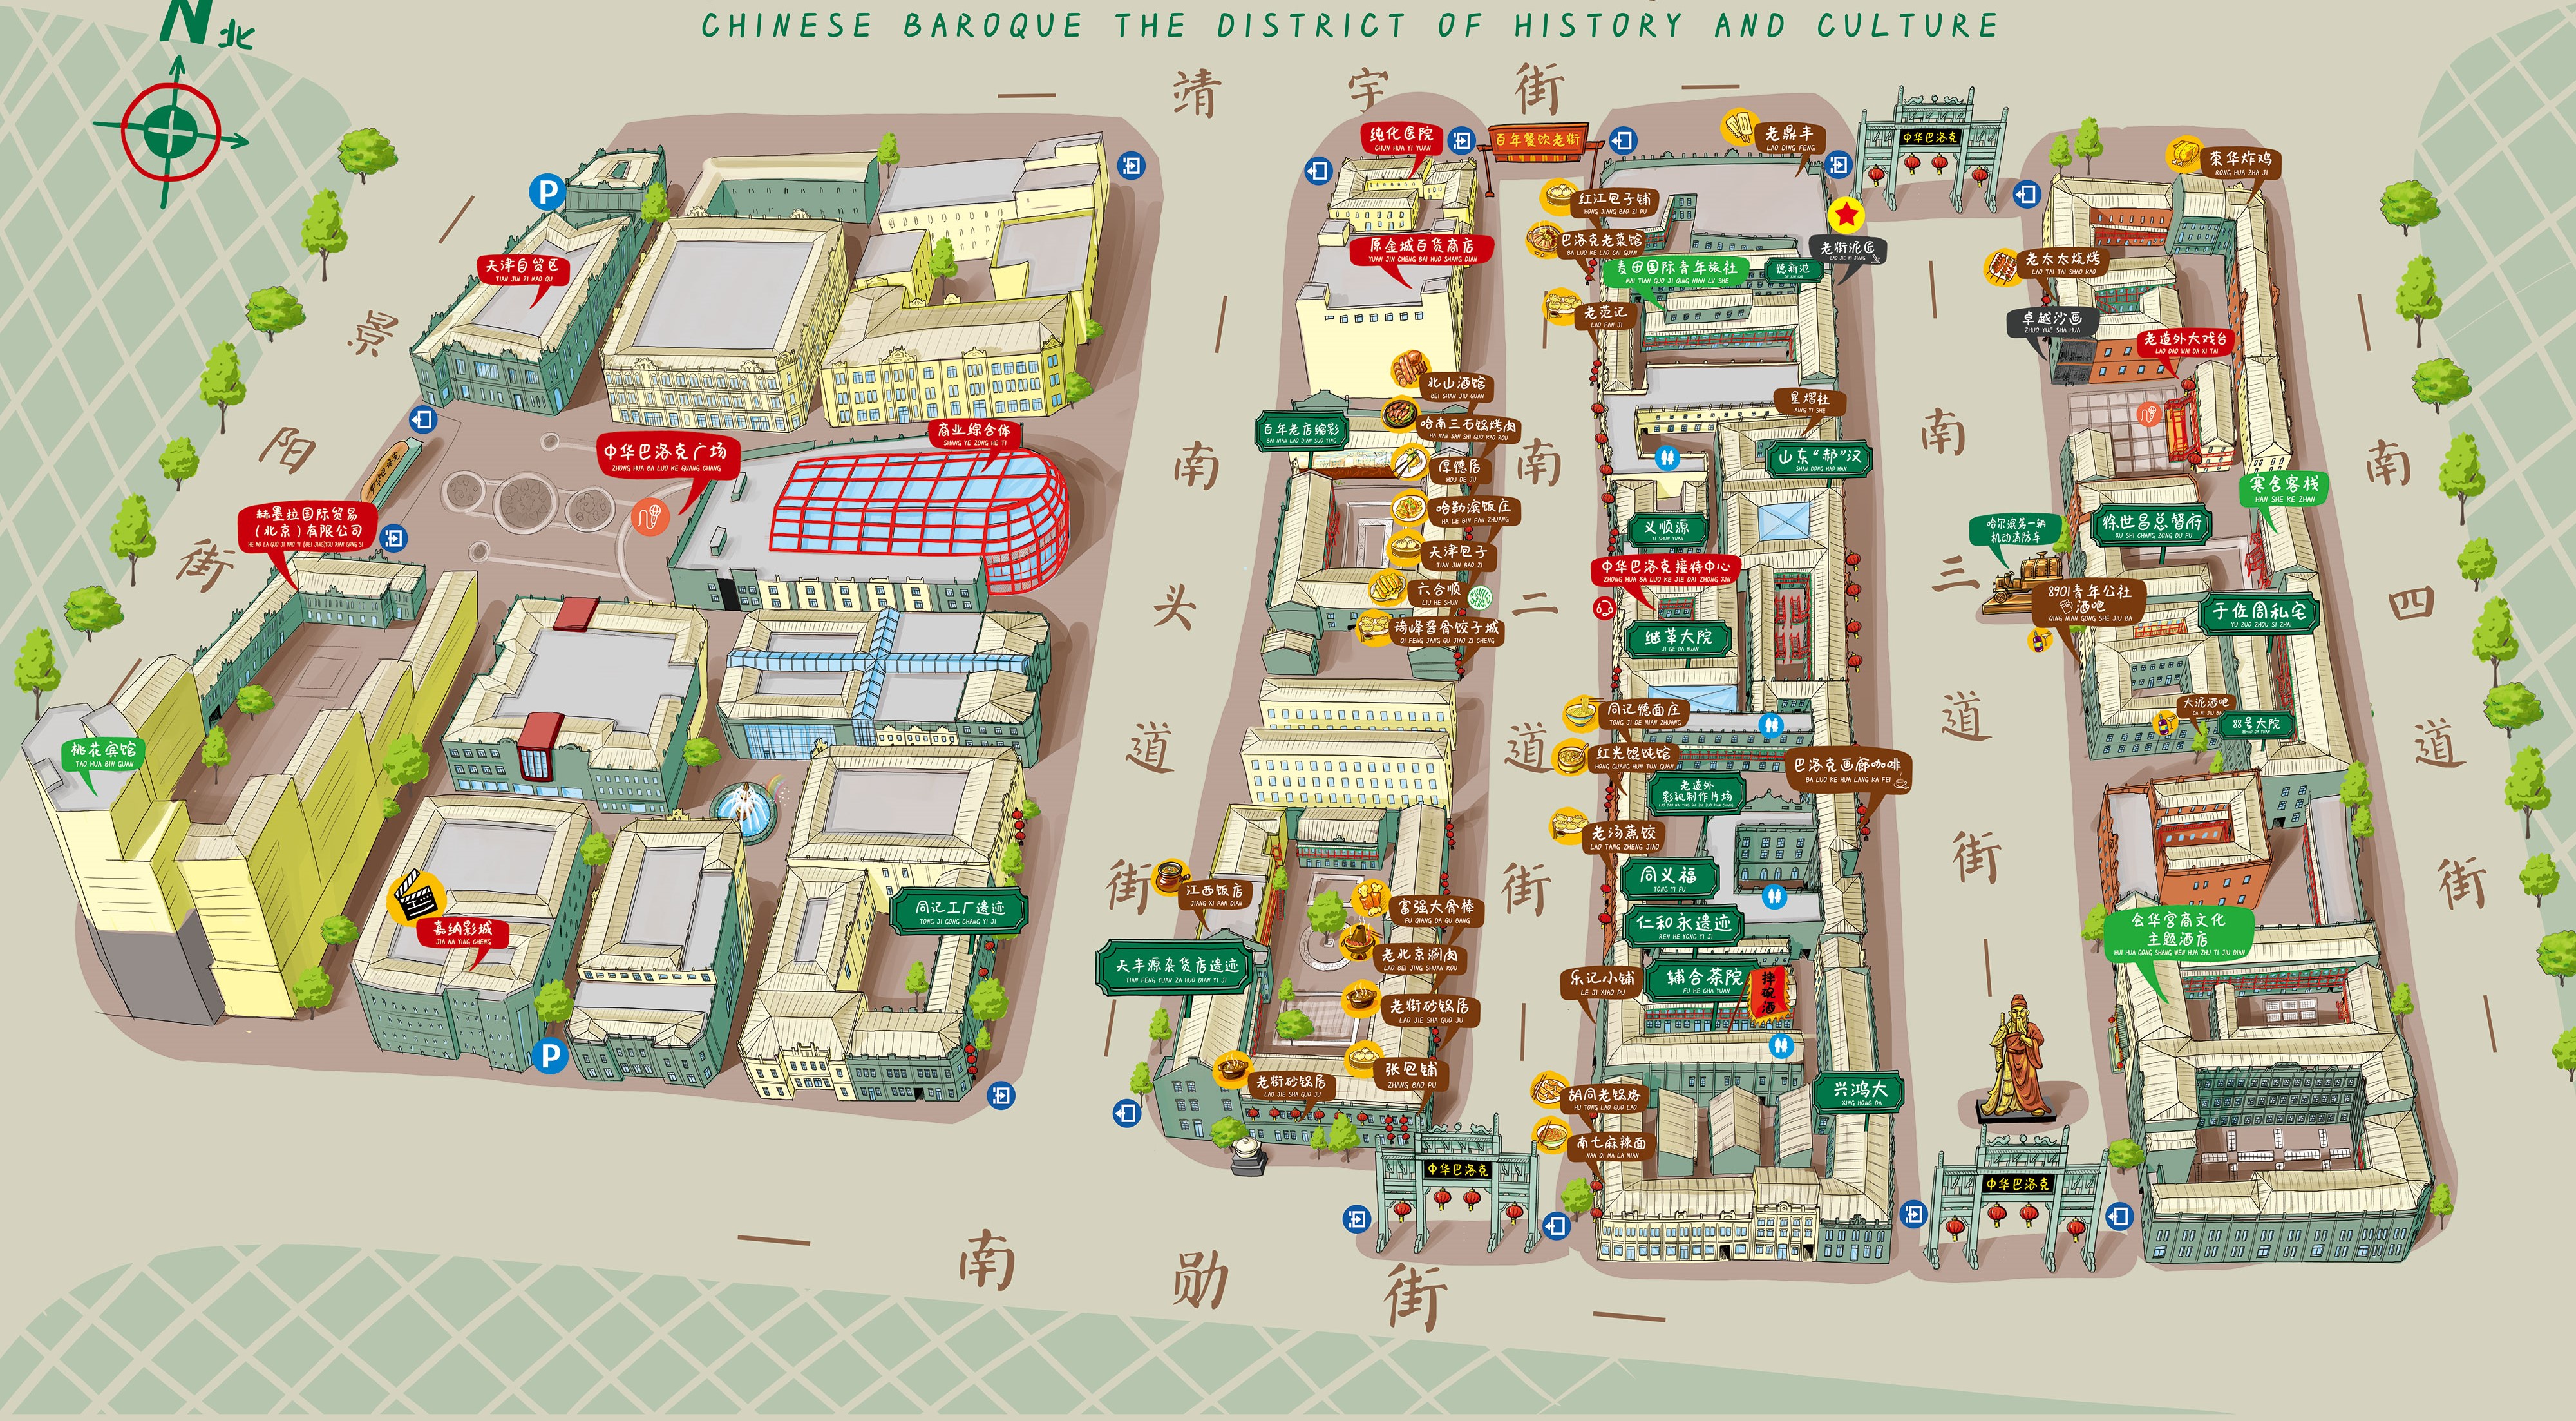 N北
CHINESE BAROQUE THE DISTRICT OF HISTORY AND CULTURE
靖宇街
景阳街
南头道街
南二道街
南三道街
南四道街
南勋街
P
天津自贸区
TIAN JIN ZI MAO QU
中华巴洛克广场
ZHONG HUA BA LUO KE GUANG CHANG
商业综合体
SHANG YE ZONG HE TI
赫墨拉国际贸易
(北京)有限公司
桃花宾馆
TAO HUA BIN GUAN
嘉纳影城
JIA NA YING CHENG
P
同记工厂遗迹
TONG JI GONG CHANG YI JI
纯化医院
CHUN HUA YI YUAN
原金城百货商店
YUAN JIN CHENG BAI HUO SHANG DIAN
北山酒馆
BEI SHAN JIU GUAN
百年老店缩影
BAI NIAN LAO DIAN SUO YING
哈南三石锅烤肉
HA NAN SAN SHI GUO KAO ROU
厚德居
HOU DE JU
哈勒滨饭庄
HA LE BIN FAN ZHUANG
天津包子
TIAN JIN BAO ZI
六合顺
LIU HE SHUN
琦峰酱骨饺子城
QI FENG JANG QU JIAO ZI CHENG
江西饭店
JIANG XI FAN DIAN
富强大骨棒
FU QIANG DA GU BANG
老北京涮肉
LAO BEI JING SHUAN ROU
天丰源杂货店遗迹
TIAN FENG YUAN ZA HUO DIAN YI JI
老街砂锅居
LAO JIE SHA GUO JU
张包铺
ZHANG BAO PU
老街砂锅居
LAO JIE SHA GUO JU
中华巴洛克
百年餐饮老街
老鼎丰
LAO DING FENG
红江包子铺
HONG JIANG BAO ZI PU
巴洛克老菜馆
BA LUO KE LAO CAI GUAN
麦田国际青年旅社
MAI TIAN GUO JI QING NIAN LV SHE
德新港
老街泥匠
LAO JIE NI JIANG
老范记
LAO FAN JI
星熠社
XING YI SHE
山东“郝”汉
SHAN DONG HAO HAN
义顺源
YI SHUN YUAN
中华巴洛克接待中心
ZHONG HUA BA LUO KE JIE DAI ZHONG XIN
继革大院
JI GE DA YUAN
同记德面庄
TONG JI DE MIAN ZHUANG
红光馄饨馆
HONG GUANG HUN TUN GUAN
巴洛克画廊咖啡
BA LUO KE HUA LANG KA FEI
老道外
影视制作片场
老汤蒸饺
LAO TANG ZHENG JIAO
同义福
TONG YI FU
仁和永遗迹
REN HE YONG YI JI
乐记小铺
LE JI XIAO PU
辅合茶院
FU HE CHA YUAN
摔碗酒
胡同老锅烙
HU TONG LAO GUO LAO
兴鸿大
XING HONG DA
南七麻辣面
NAN QI MA LA MIAN
中华巴洛克
荣华炸鸡
RONG HUA ZHA JI
老太太烧烤
LAO TAI TAI SHAO KAO
卓越沙画
ZHUO YUE SHA HUA
老道外大戏台
LAO DAO WAI DA XI TAI
寒舍客栈
HAN SHE KE ZHAN
徐世昌总督府
XU SHI CHANG ZONG DU FU
哈尔滨第一辆
机动消防车
8901青年公社
酒吧
QING NIAN GONG SHE JIU BA
于佐周私宅
YU ZUO ZHOU SI ZHAI
大泥酒吧
DA NI JIU BA
88号大院
会华宫商文化
主题酒店
HUI HUA GONG SHANG WEN HUA ZHU TI JIU DIAN
中华巴洛克